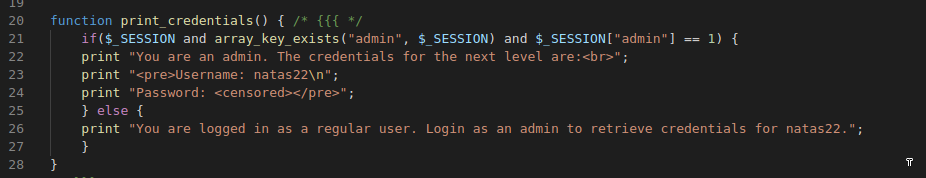 19
20 function print_credentials() { /* {{{ */
21     if($_SESSION and array_key_exists("admin", $_SESSION) and $_SESSION["admin"] == 1) {
22     print "You are an admin. The credentials for the next level are:<br>";
23     print "<pre>Username: natas22\n";
24     print "Password: <censored></pre>";
25     } else {
26     print "You are logged in as a regular user. Login as an admin to retrieve credentials for natas22.";
27     }
28 }